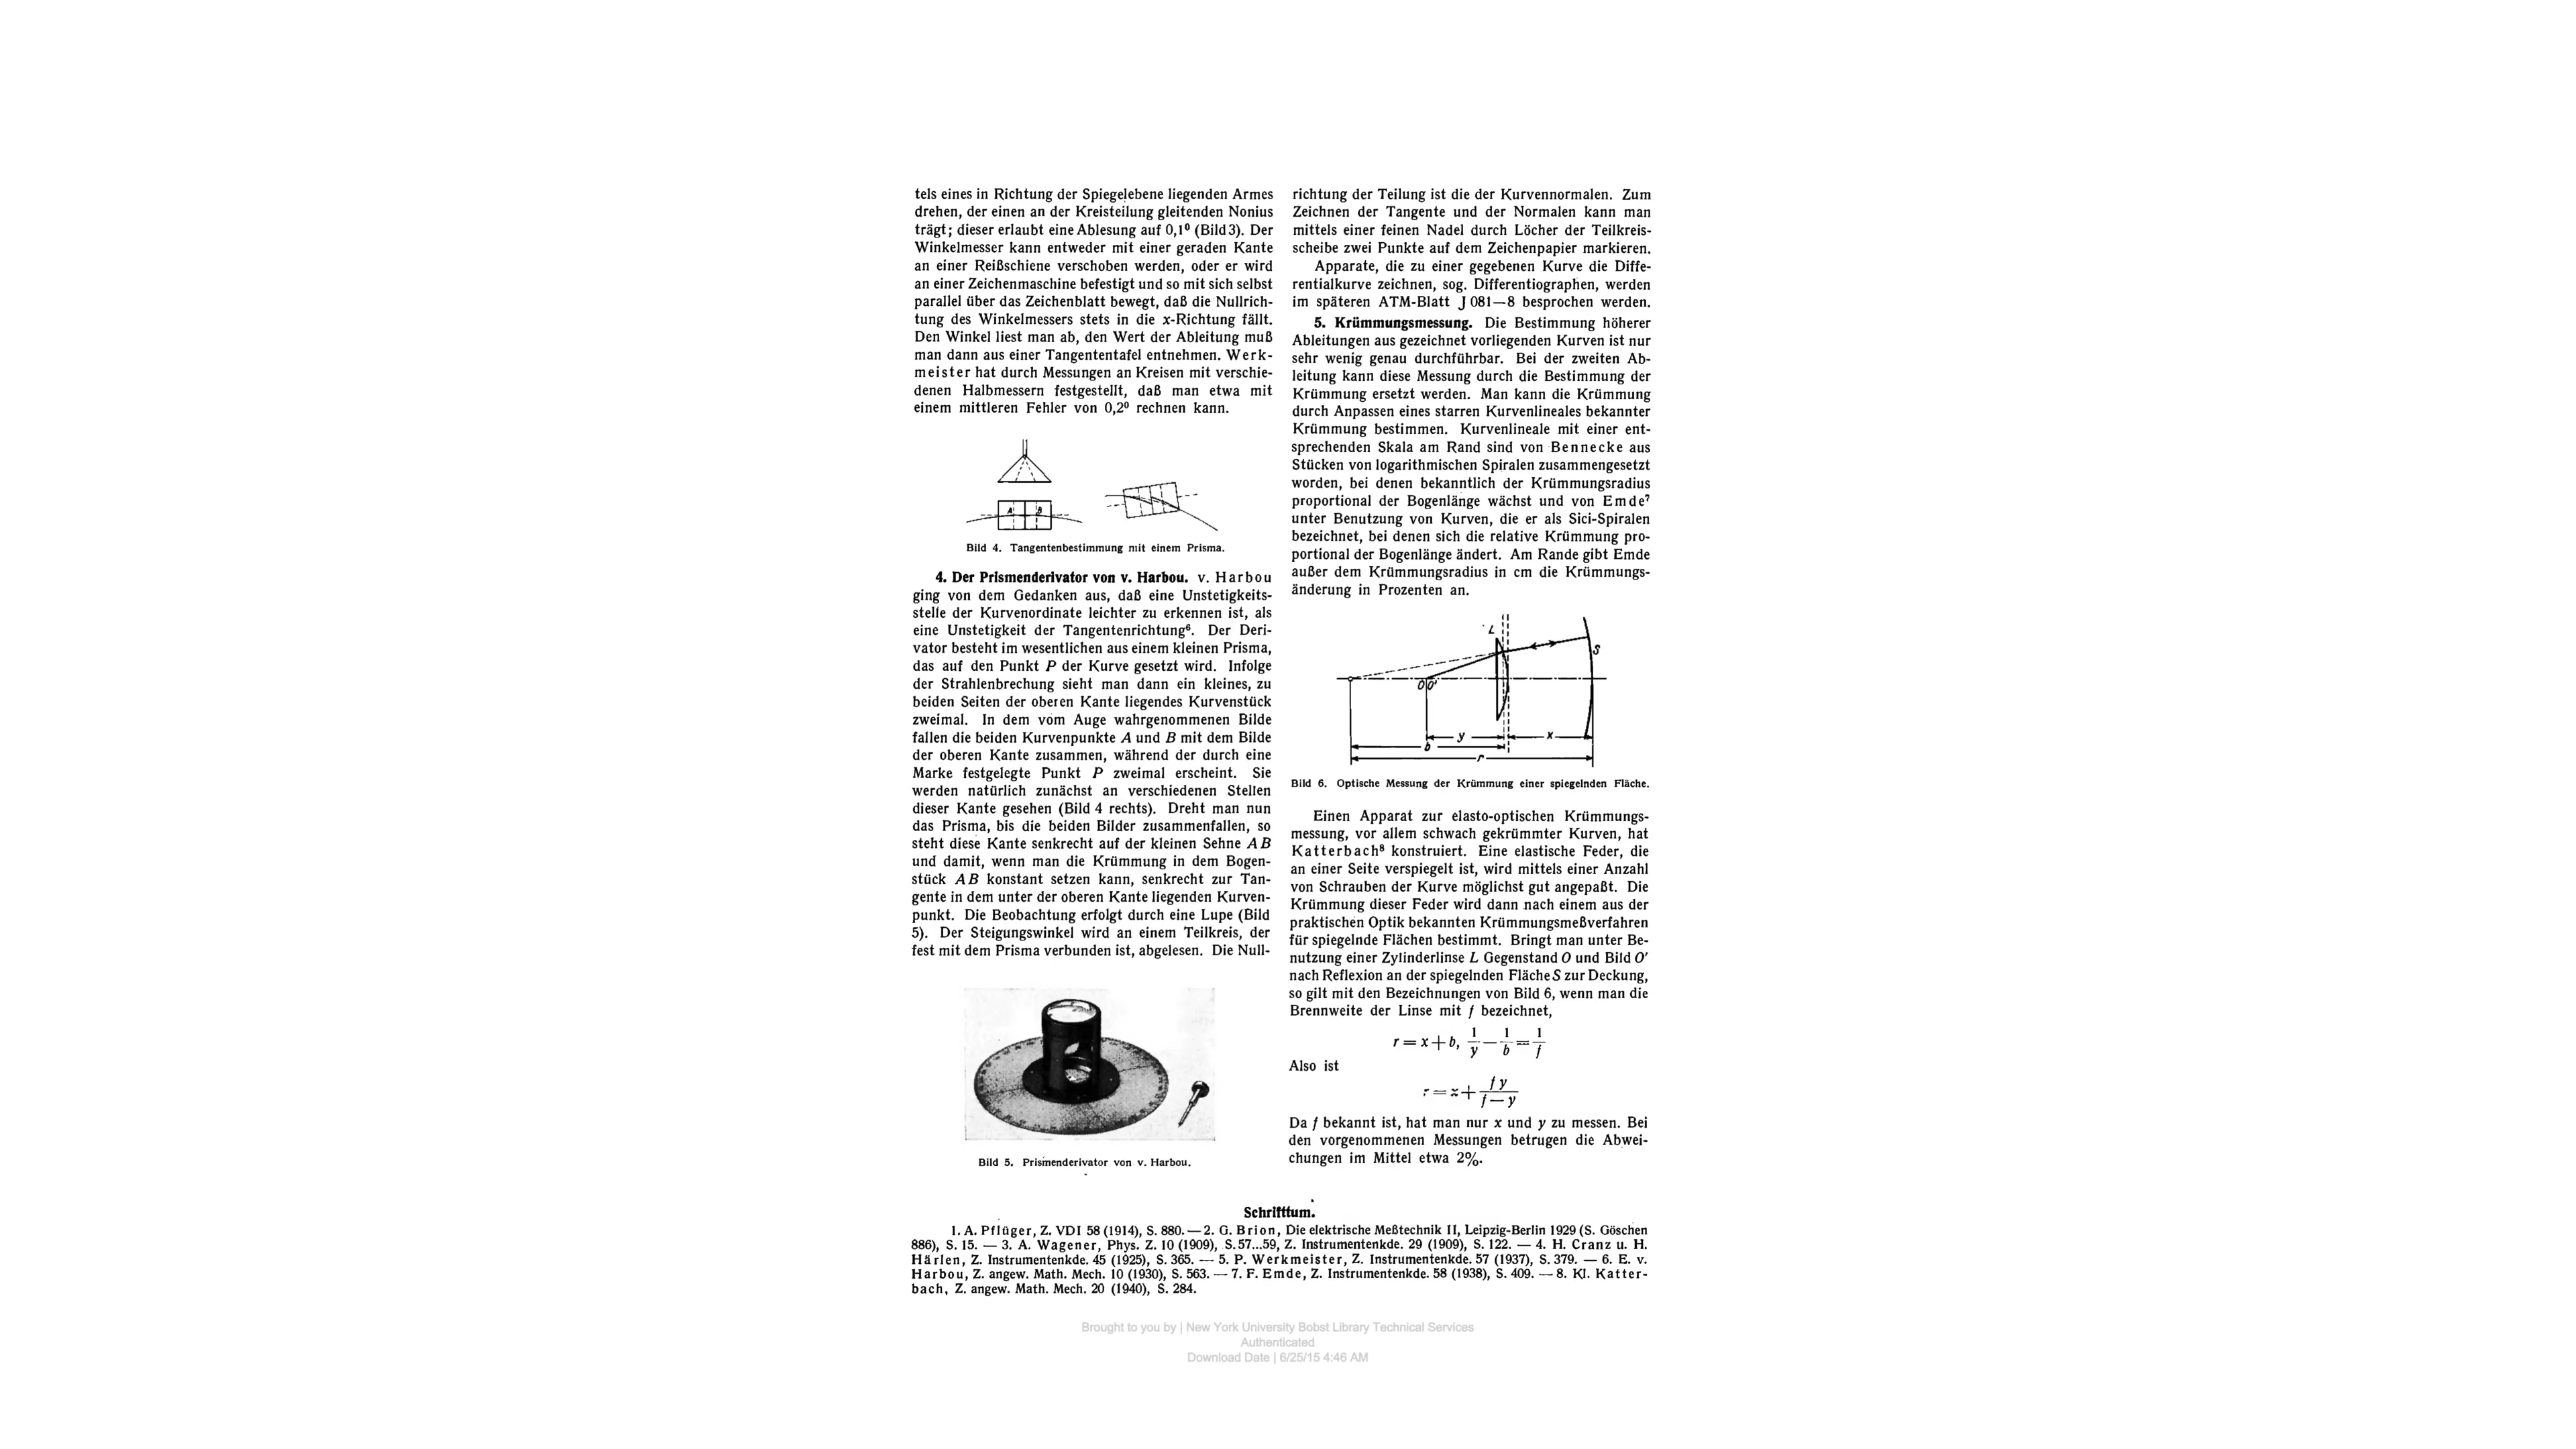 tels eines in Richtung der Spiegelebene liegenden Armes
drehen, der einen an der Kreisteilung gleitenden Nonius
trägt; dieser erlaubt eine Ablesung auf 0,1⁰ (Bild 3). Der
Winkelmesser kann entweder mit einer geraden Kante
an einer Reißschiene verschoben werden, oder er wird
an einer Zeichenmaschine befestigt und so mit sich selbst
parallel über das Zeichenblatt bewegt, daß die Nullrich-
tung des Winkelmessers stets in die x-Richtung fällt.
Den Winkel liest man ab, den Wert der Ableitung muß
man dann aus einer Tangententafel entnehmen. Werk-
meister hat durch Messungen an Kreisen mit verschie-
denen Halbmessern festgestellt, daß man etwa mit
einem mittleren Fehler von 0,2⁰ rechnen kann.
A B
Bild 4. Tangentenbestimmung mit einem Prisma.
4. Der Prismenderivator von v. Harbou. v. Harbou
ging von dem Gedanken aus, daß eine Unstetigkeits-
stelle der Kurvenordinate leichter zu erkennen ist, als
eine Unstetigkeit der Tangentenrichtung⁶. Der Deri-
vator besteht im wesentlichen aus einem kleinen Prisma,
das auf den Punkt P der Kurve gesetzt wird. Infolge
der Strahlenbrechung sieht man dann ein kleines, zu
beiden Seiten der oberen Kante liegendes Kurvenstück
zweimal. In dem vom Auge wahrgenommenen Bilde
fallen die beiden Kurvenpunkte A und B mit dem Bilde
der oberen Kante zusammen, während der durch eine
Marke festgelegte Punkt P zweimal erscheint. Sie
werden natürlich zunächst an verschiedenen Stellen
dieser Kante gesehen (Bild 4 rechts). Dreht man nun
das Prisma, bis die beiden Bilder zusammenfallen, so
steht diese Kante senkrecht auf der kleinen Sehne AB
und damit, wenn man die Krümmung in dem Bogen-
stück AB konstant setzen kann, senkrecht zur Tan-
gente in dem unter der oberen Kante liegenden Kurven-
punkt. Die Beobachtung erfolgt durch eine Lupe (Bild
5). Der Steigungswinkel wird an einem Teilkreis, der
fest mit dem Prisma verbunden ist, abgelesen. Die Null-
Bild 5. Prismenderivator von v. Harbou.
richtung der Teilung ist die der Kurvennormalen. Zum
Zeichnen der Tangente und der Normalen kann man
mittels einer feinen Nadel durch Löcher der Teilkreis-
scheibe zwei Punkte auf dem Zeichenpapier markieren.
Apparate, die zu einer gegebenen Kurve die Diffe-
rentialkurve zeichnen, sog. Differentiographen, werden
im späteren ATM-Blatt J 081—8 besprochen werden.
5. Krümmungsmessung. Die Bestimmung höherer
Ableitungen aus gezeichnet vorliegenden Kurven ist nur
sehr wenig genau durchführbar. Bei der zweiten Ab-
leitung kann diese Messung durch die Bestimmung der
Krümmung ersetzt werden. Man kann die Krümmung
durch Anpassen eines starren Kurvenlineales bekannter
Krümmung bestimmen. Kurvenlineale mit einer ent-
sprechenden Skala am Rand sind von Bennecke aus
Stücken von logarithmischen Spiralen zusammengesetzt
worden, bei denen bekanntlich der Krümmungsradius
proportional der Bogenlänge wächst und von Emde⁷
unter Benutzung von Kurven, die er als Sici-Spiralen
bezeichnet, bei denen sich die relative Krümmung pro-
portional der Bogenlänge ändert. Am Rande gibt Emde
außer dem Krümmungsradius in cm die Krümmungs-
änderung in Prozenten an.
L
S
O O'
y x
b
r
Bild 6. Optische Messung der Krümmung einer spiegelnden Fläche.
Einen Apparat zur elasto-optischen Krümmungs-
messung, vor allem schwach gekrümmter Kurven, hat
Katterbach⁸ konstruiert. Eine elastische Feder, die
an einer Seite verspiegelt ist, wird mittels einer Anzahl
von Schrauben der Kurve möglichst gut angepaßt. Die
Krümmung dieser Feder wird dann nach einem aus der
praktischen Optik bekannten Krümmungsmeßverfahren
für spiegelnde Flächen bestimmt. Bringt man unter Be-
nutzung einer Zylinderlinse L Gegenstand O und Bild O'
nach Reflexion an der spiegelnden Fläche S zur Deckung,
so gilt mit den Bezeichnungen von Bild 6, wenn man die
Brennweite der Linse mit f bezeichnet,
r = x + b, 1/y − 1/b = 1/f
Also ist
r = x + fy/(f − y)
Da f bekannt ist, hat man nur x und y zu messen. Bei
den vorgenommenen Messungen betrugen die Abwei-
chungen im Mittel etwa 2%.
Schrifttum.
1. A. Pflüger, Z. VDI 58 (1914), S. 880. — 2. G. Brion, Die elektrische Meßtechnik II, Leipzig-Berlin 1929 (S. Göschen
886), S. 15. — 3. A. Wagener, Phys. Z. 10 (1909), S. 57...59, Z. Instrumentenkde. 29 (1909), S. 122. — 4. H. Cranz u. H.
Härlen, Z. Instrumentenkde. 45 (1925), S. 365. — 5. P. Werkmeister, Z. Instrumentenkde. 57 (1937), S. 379. — 6. E. v.
Harbou, Z. angew. Math. Mech. 10 (1930), S. 563. — 7. F. Emde, Z. Instrumentenkde. 58 (1938), S. 409. — 8. Kl. Katter-
bach, Z. angew. Math. Mech. 20 (1940), S. 284.
Brought to you by | New York University Bobst Library Technical Services
Authenticated
Download Date | 6/25/15 4:46 AM